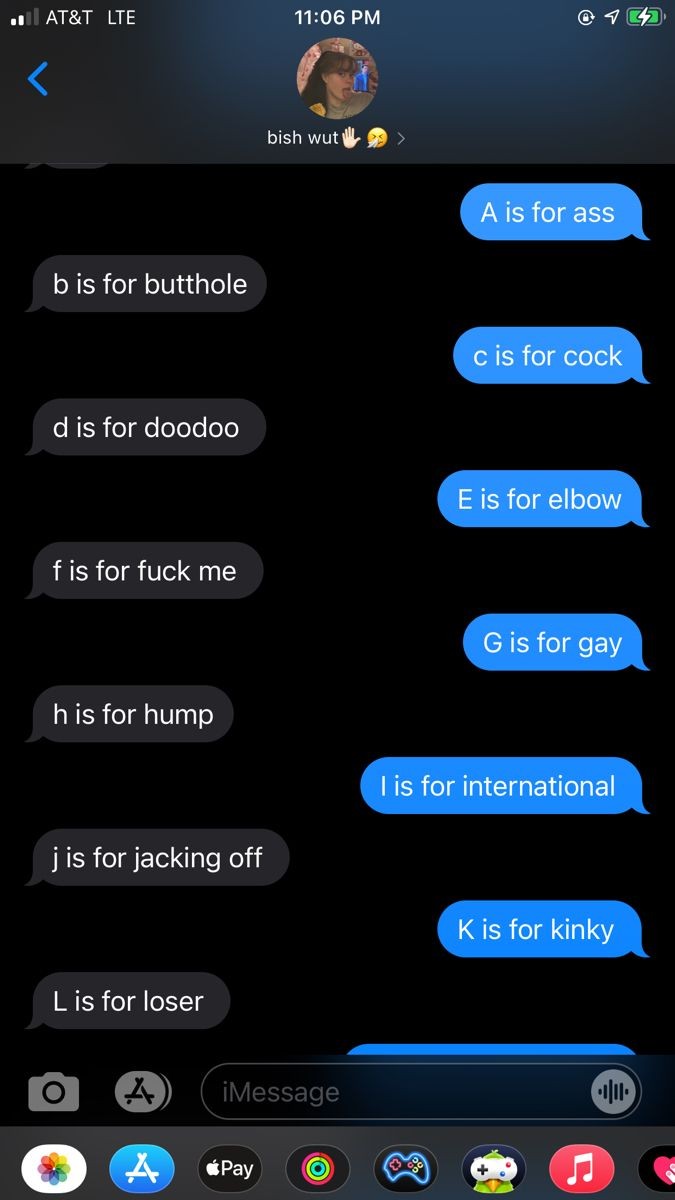 AT&T LTE 11:06 PM
bish wut✋🏻🤧 >
A is for ass
b is for butthole
c is for cock
d is for doodoo
E is for elbow
f is for fuck me
G is for gay
h is for hump
I is for international
j is for jacking off
K is for kinky
L is for loser
iMessage
Pay